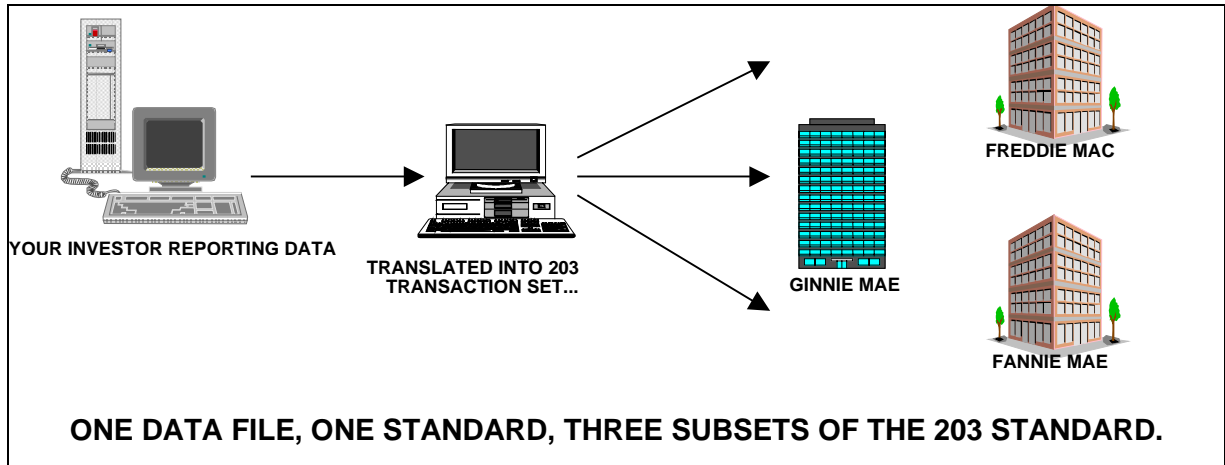 FREDDIE MAC
YOUR INVESTOR REPORTING DATA
TRANSLATED INTO 203
TRANSACTION SET...
GINNIE MAE
FANNIE MAE
ONE DATA FILE, ONE STANDARD, THREE SUBSETS OF THE 203 STANDARD.